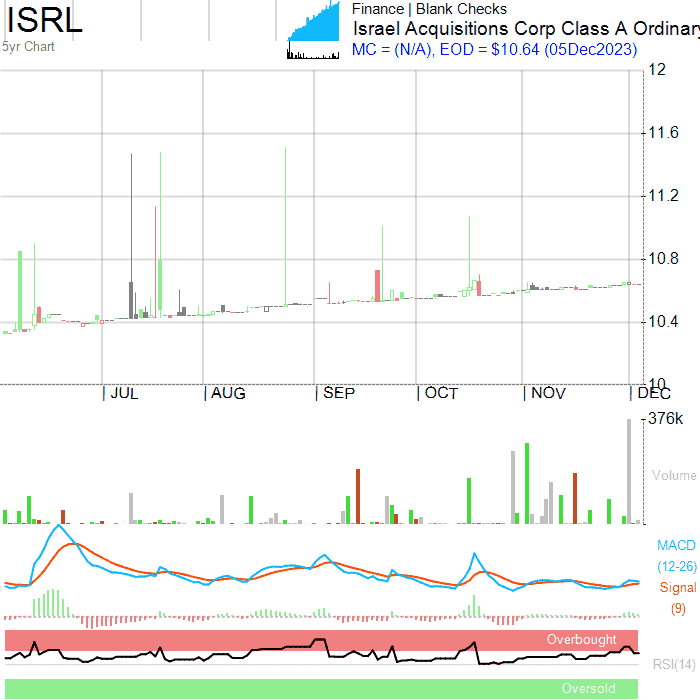 ISRL
5yr Chart
Finance | Blank Checks
Israel Acquisitions Corp Class A Ordinary
MC = (N/A), EOD = $10.64 (05Dec2023)
12
11.6
11.2
10.8
10.4
10
JUL
AUG
SEP
OCT
NOV
DEC
376k
Volume
MACD
(12-26)
Signal
(9)
Overbought
RSI(14)
Oversold